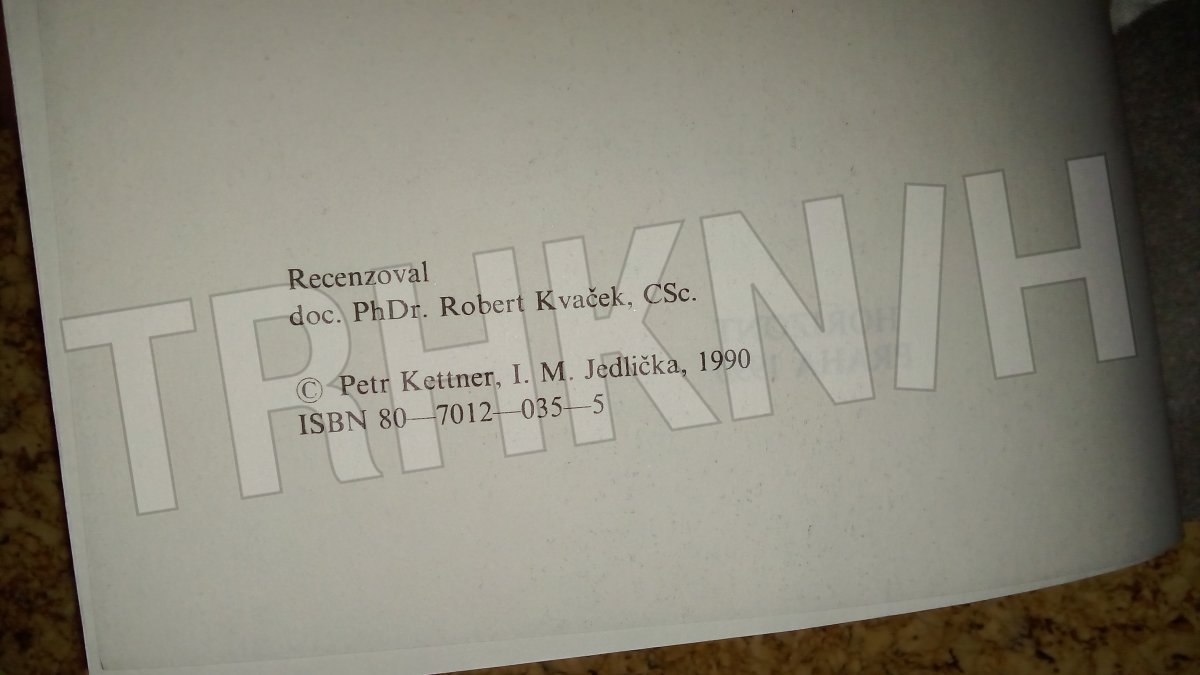 Recenzoval
doc. PhDr. Robert Kvaček, CSc.
© Petr Kettner, I. M. Jedlička, 1990
ISBN 80—7012—035—5
TRHKNIH